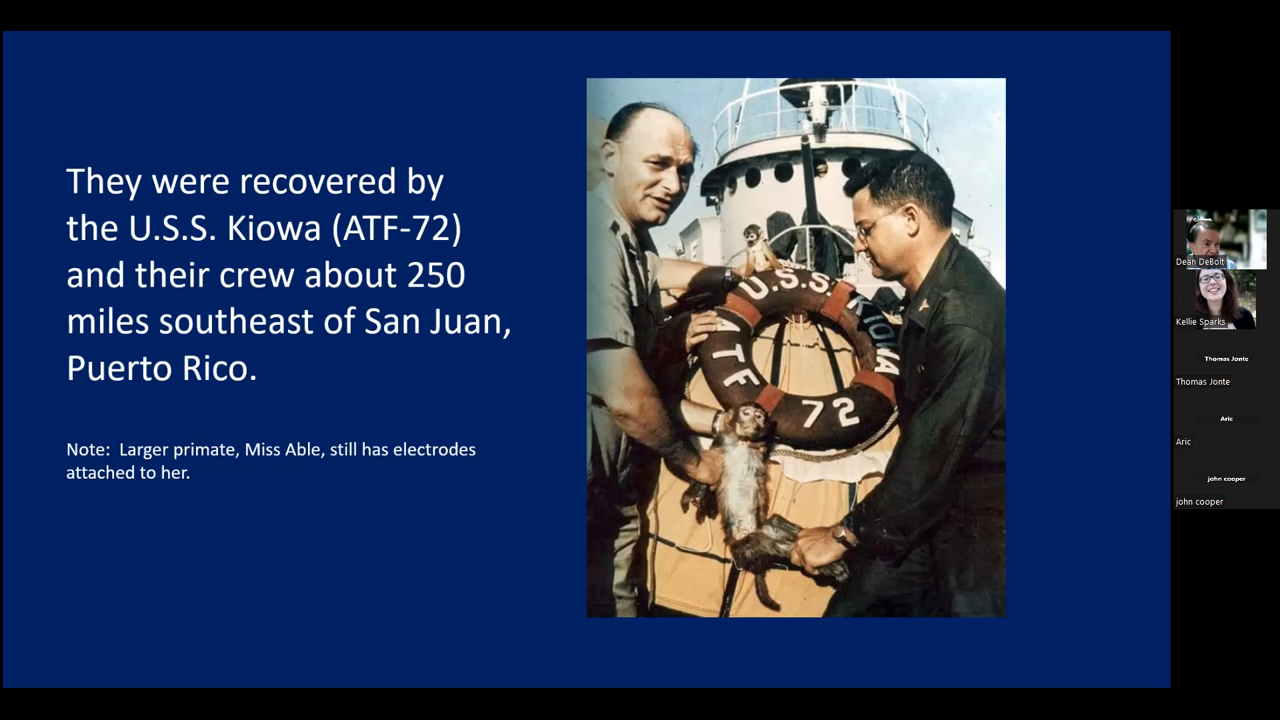 They were recovered by
the U.S.S. Kiowa (ATF-72)
and their crew about 250
miles southeast of San Juan,
Puerto Rico.
Note:  Larger primate, Miss Able, still has electrodes
attached to her.
U.S.S. KIOWA
ATF 72
Dean DeBolt
Kellie Sparks
Thomas Jonte
Thomas Jonte
Aric
Aric
john cooper
john cooper